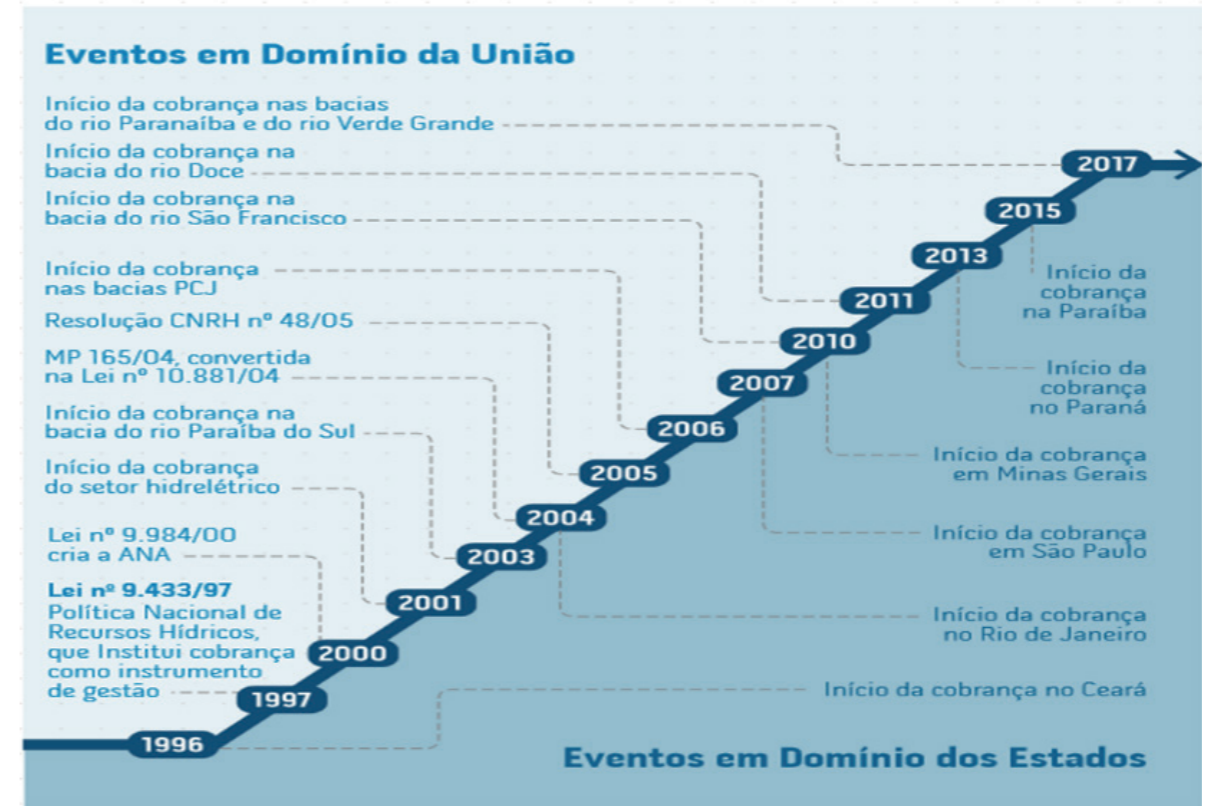 Eventos em Domínio da União
Início da cobrança nas bacias
do rio Paranaíba e do rio Verde Grande
Início da cobrança na
bacia do rio Doce
Início da cobrança na
bacia do rio São Francisco
Início da cobrança
nas bacias PCJ
Resolução CNRH nº 48/05
MP 165/04, convertida
na Lei nº 10.881/04
Início da cobrança na
bacia do rio Paraíba do Sul
Início da cobrança
do setor hidrelétrico
Lei nº 9.984/00
cria a ANA
Lei nº 9.433/97
Política Nacional de
Recursos Hídricos,
que Institui cobrança
como instrumento
de gestão
2017
2015
2013
2011
2010
2007
2006
2005
2004
2003
2001
2000
1997
1996
Início da
cobrança
na Paraíba
Início da
cobrança
no Paraná
Início da cobrança
em Minas Gerais
Início da cobrança
em São Paulo
Início da cobrança
no Rio de Janeiro
Início da cobrança no Ceará
Eventos em Domínio dos Estados